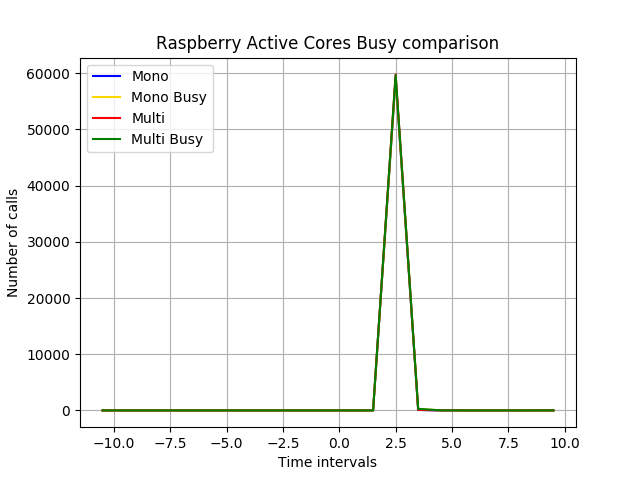 Raspberry Active Cores Busy comparison
60000
50000
40000
30000
20000
10000
0
Number of calls
Mono
Mono Busy
Multi
Multi Busy
−10.0 −7.5 −5.0 −2.5 0.0 2.5 5.0 7.5 10.0
Time intervals